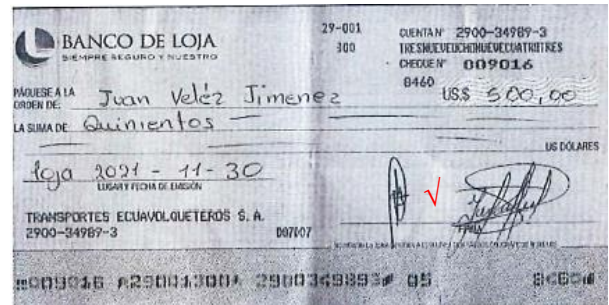 BANCO DE LOJA
SIEMPRE SEGURO Y NUESTRO
29-001
300
CUENTA Nº 2900-34989-3
TRESNUEVEOCHONUEVECUATROTRES
CHEQUE Nº 009016
8460
PÁGUESE A LA
ORDEN DE: Juan Veléz Jimenez US.$ 500,00
LA SUMA DE Quinientos
US DÓLARES
loja 2021 - 11 - 30
LUGAR Y FECHA DE EMISIÓN
TRANSPORTES ECUAVOLQUETEROS S. A.
2900-34989-3